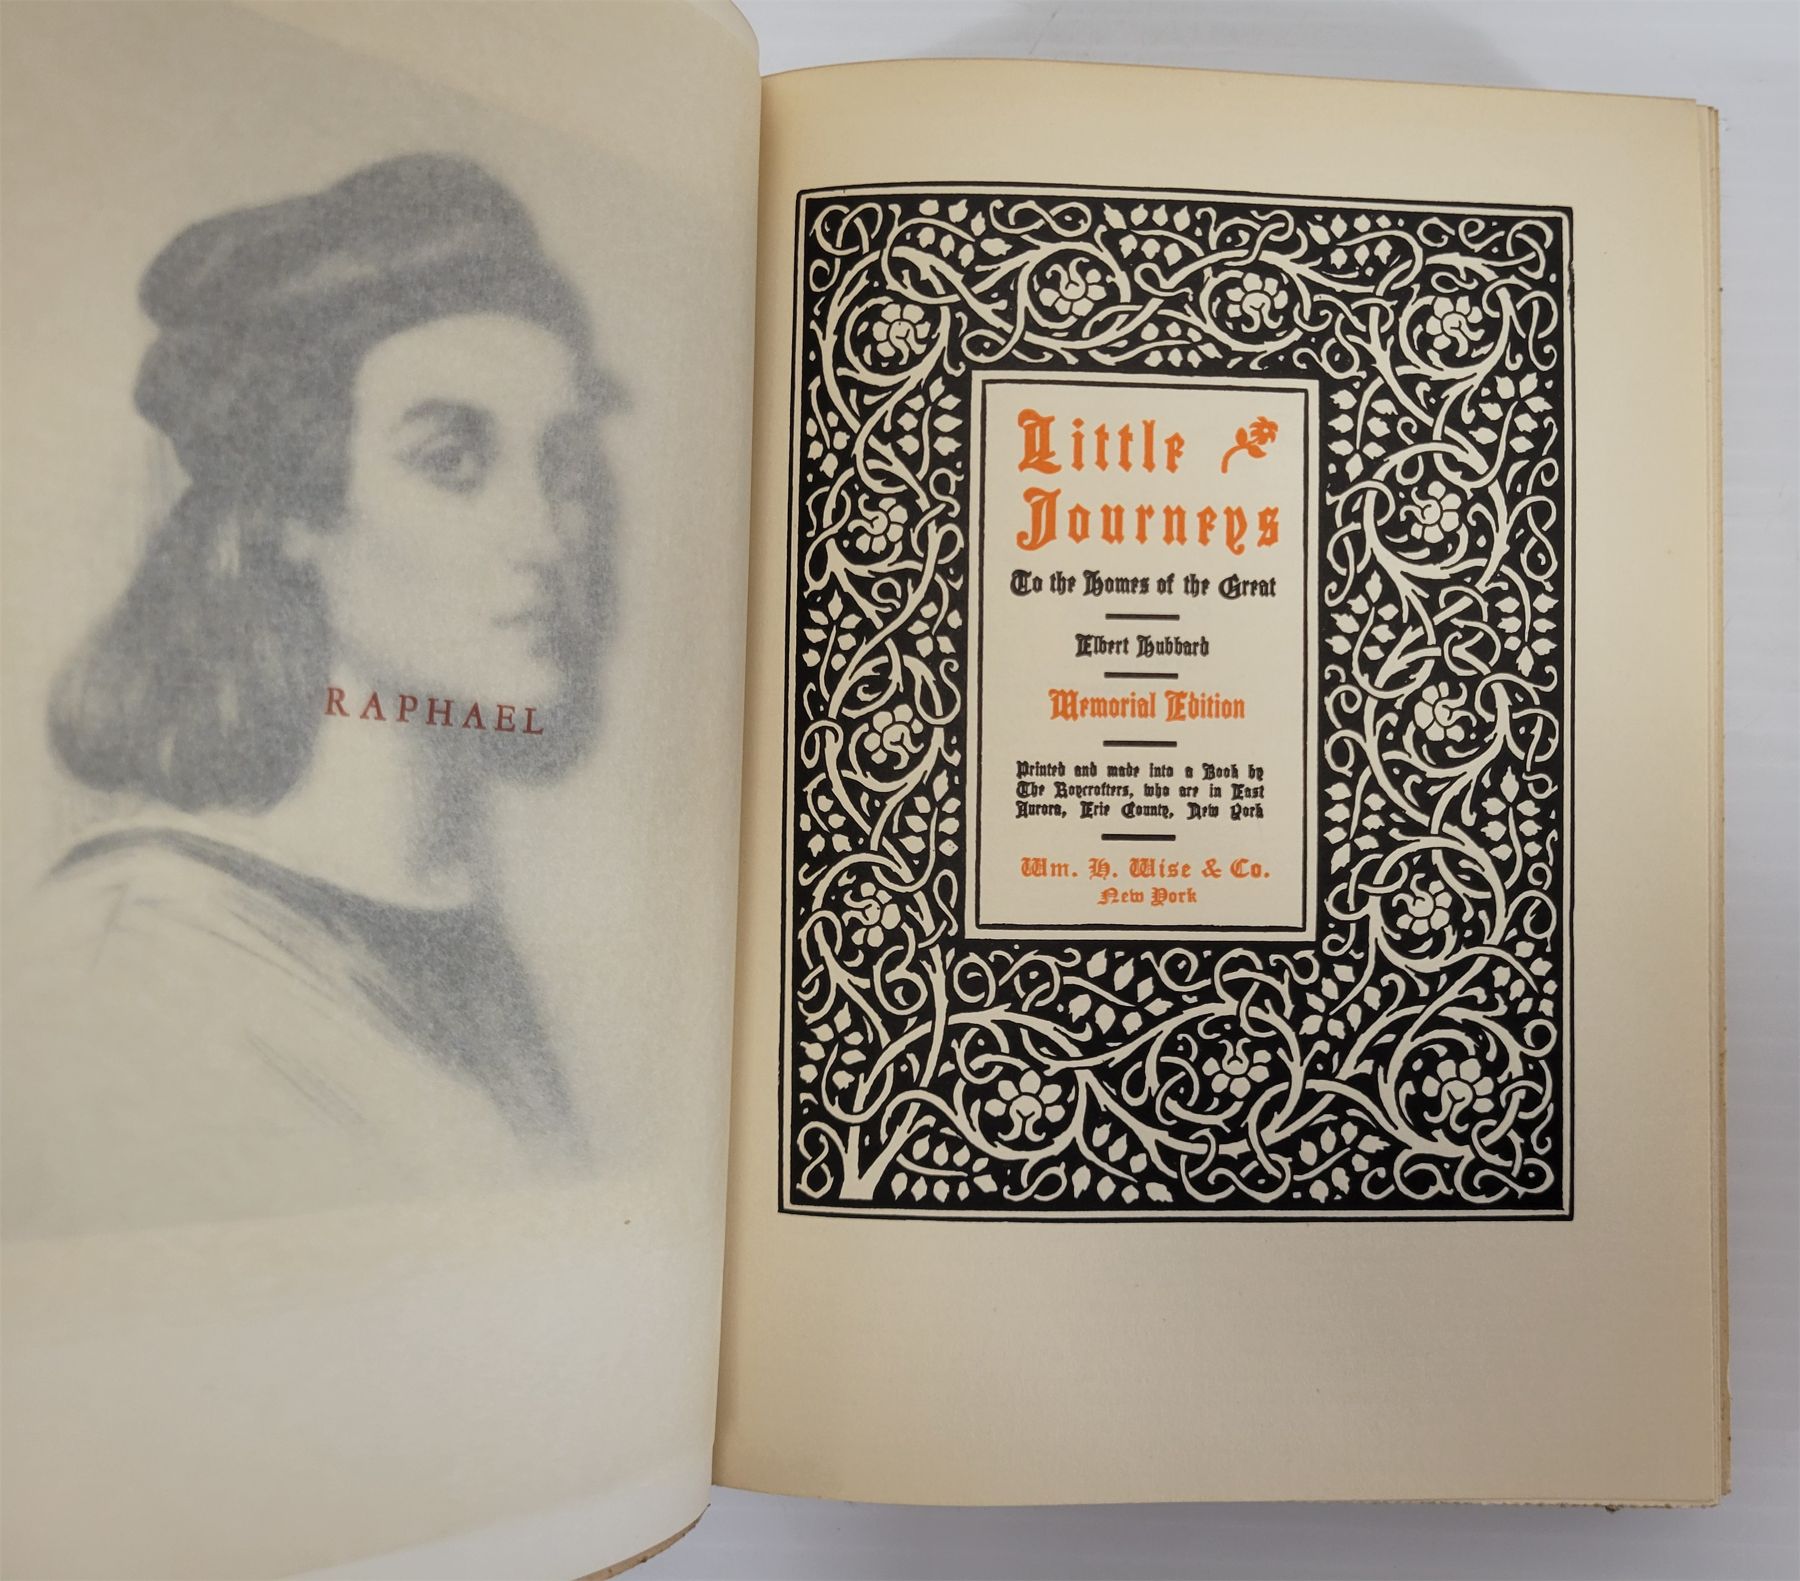 RAPHAEL
Little
Journeys
To the Homes of the Great
Elbert Hubbard
Memorial Edition
Printed and made into a Book by
The Roycrofters, who are in East
Aurora, Erie County, New York
Wm. H. Wise & Co.
New York